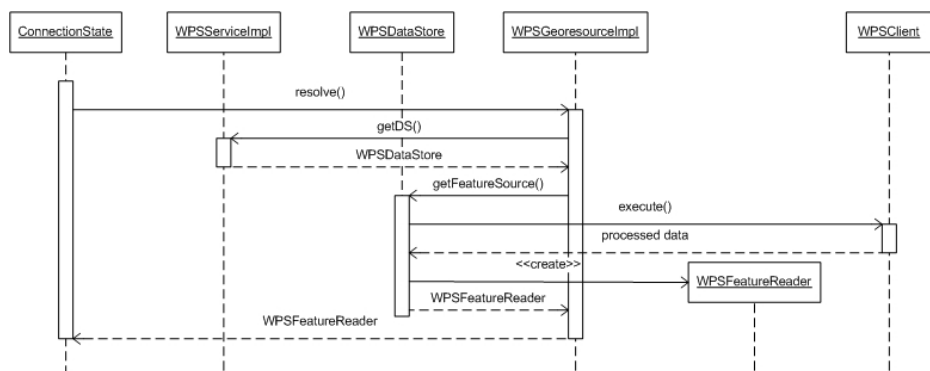 ConnectionState
WPSServiceImpl
WPSDataStore
WPSGeoresourceImpl
WPSClient
resolve()
getDS()
WPSDataStore
getFeatureSource()
execute()
processed data
<<create>>
WPSFeatureReader
WPSFeatureReader
WPSFeatureReader